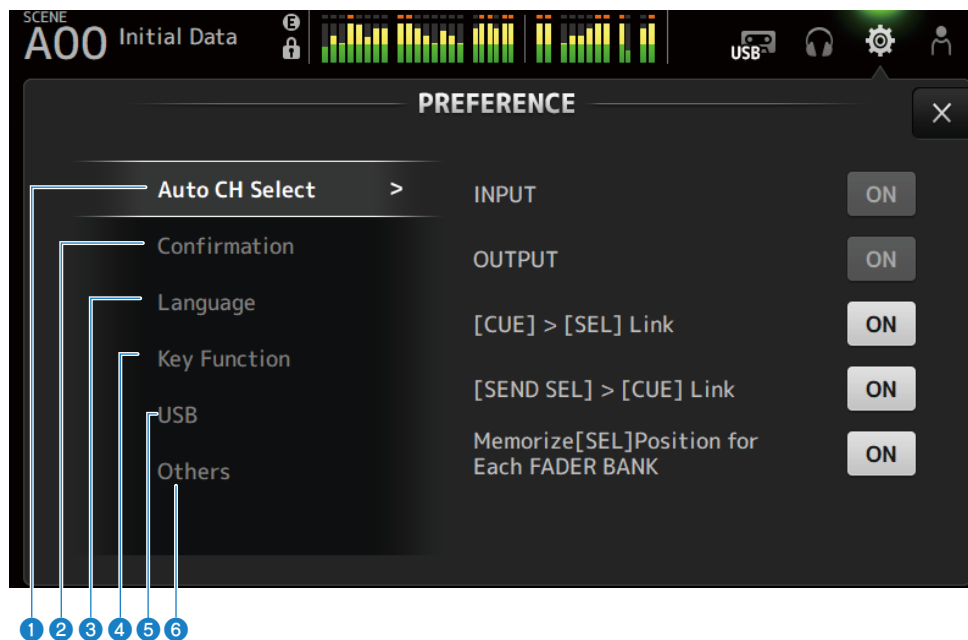 SCENE
A00 Initial Data
E
USB
PREFERENCE
Auto CH Select >
Confirmation
Language
Key Function
USB
Others
INPUT ON
OUTPUT ON
[CUE] > [SEL] Link ON
[SEND SEL] > [CUE] Link ON
Memorize[SEL]Position for
Each FADER BANK ON
1 2 3 4 5 6